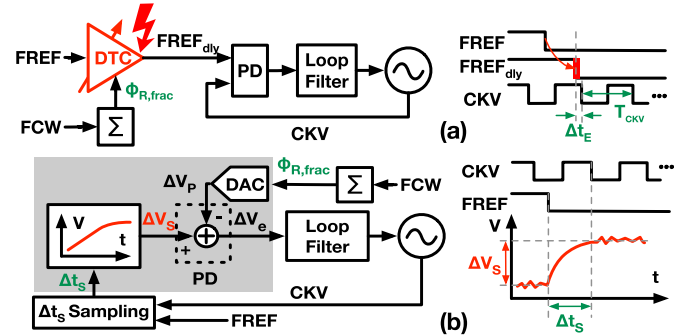 FREF
DTC
FREFdly
PD
Loop
Filter
ΦR,frac
FCW
Σ
CKV
(a)
FREF
FREFdly
CKV
ΔtE
TCKV
ΔVP
DAC
ΦR,frac
Σ
FCW
V
t
ΔVS
-
+
ΔVe
PD
Loop
Filter
ΔtS
ΔtS Sampling
CKV
FREF
(b)
CKV
FREF
V
ΔVS
t
ΔtS